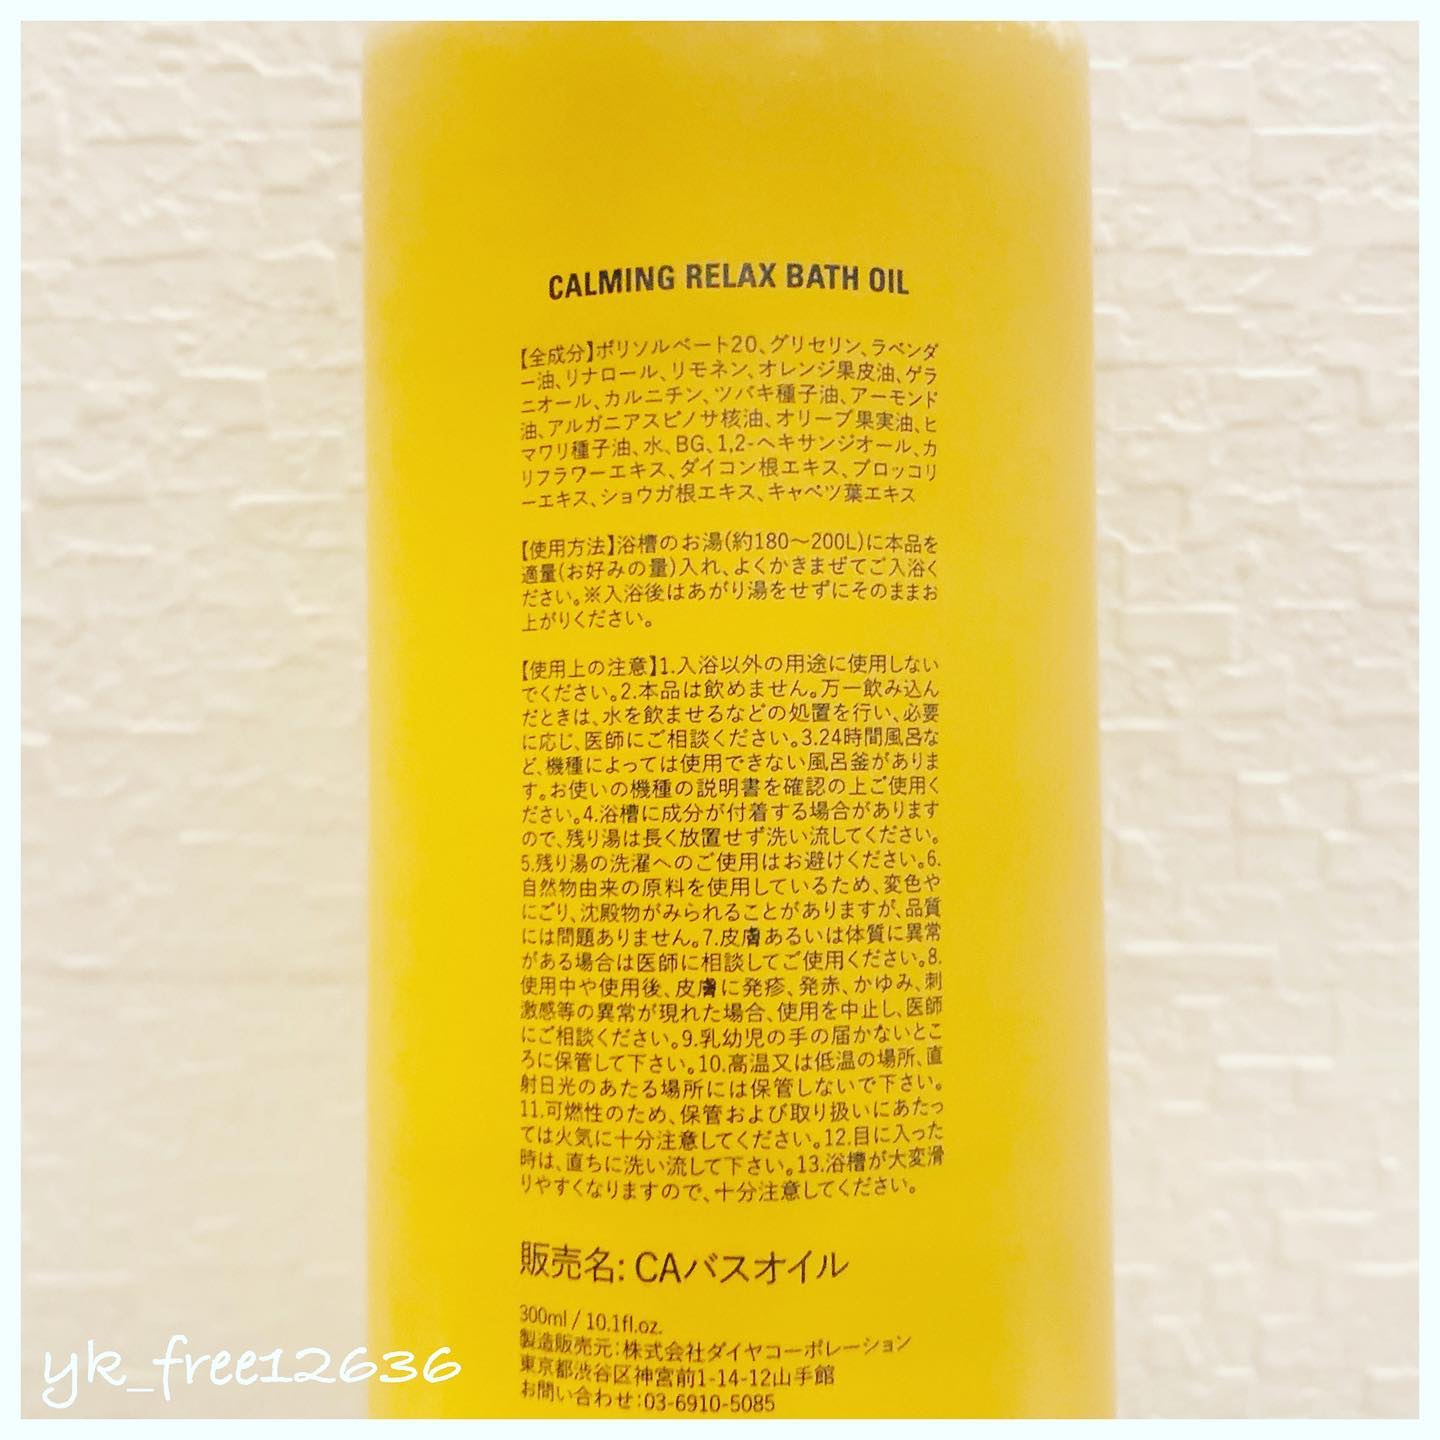 CALMING RELAX BATH OIL
【全成分】ポリソルベート20、グリセリン、ラベンダ
ー油、リナロール、リモネン、オレンジ果皮油、ゲラ
ニオール、カルニチン、ツバキ種子油、アーモンド
油、アルガニアスピノサ核油、オリーブ果実油、ヒ
マワリ種子油、水、BG、1,2-ヘキサンジオール、カ
リフラワーエキス、ダイコン根エキス、ブロッコリ
ーエキス、ショウガ根エキス、キャベツ葉エキス
【使用方法】浴槽のお湯(約180～200L)に本品を
適量(お好みの量)入れ、よくかきまぜてご入浴く
ださい。※入浴後はあがり湯をせずにそのままお
上がりください。
【使用上の注意】1.入浴以外の用途に使用しない
でください。2.本品は飲めません。万一飲み込ん
だときは、水を飲ませるなどの処置を行い、必要
に応じ、医師にご相談ください。3.24時間風呂な
ど、機種によっては使用できない風呂釜がありま
す。お使いの機種の説明書を確認の上ご使用く
ださい。4.浴槽に成分が付着する場合があります
ので、残り湯は長く放置せず洗い流してください。
5.残り湯の洗濯へのご使用はお避けください。6.
自然物由来の原料を使用しているため、変色や
にごり、沈殿物がみられることがありますが、品質
には問題ありません。7.皮膚あるいは体質に異常
がある場合は医師に相談してご使用ください。8.
使用中や使用後、皮膚に発疹、発赤、かゆみ、刺
激感等の異常が現れた場合、使用を中止し、医師
にご相談ください。9.乳幼児の手の届かないとこ
ろに保管して下さい。10.高温又は低温の場所、直
射日光のあたる場所には保管しないで下さい。
11.可燃性のため、保管および取り扱いにあたっ
ては火気に十分注意してください。12.目に入った
時は、直ちに洗い流して下さい。13.浴槽が大変滑
りやすくなりますので、十分注意してください。
販売名: CAバスオイル
300ml / 10.1fl.oz.
製造販売元:株式会社ダイヤコーポレーション
東京都渋谷区神宮前1-14-12山手館
お問い合わせ:03-6910-5085
yk_free12636